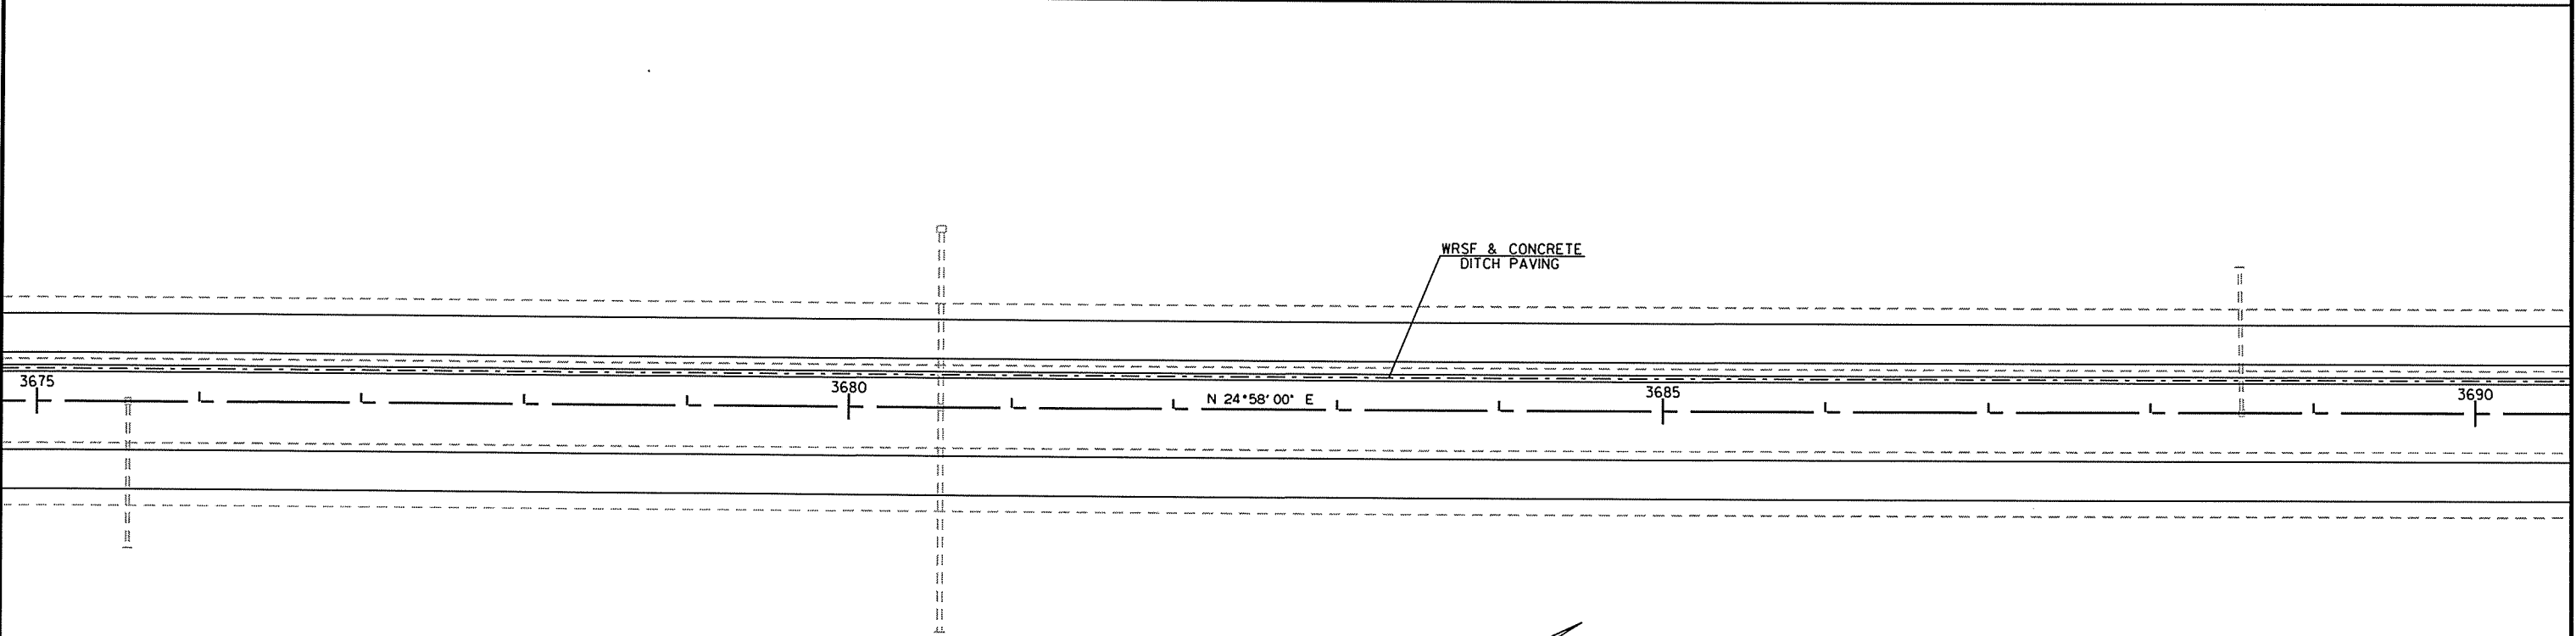 WRSF & CONCRETE
DITCH PAVING
3675
3680
N 24°58'00" E
3685
3690